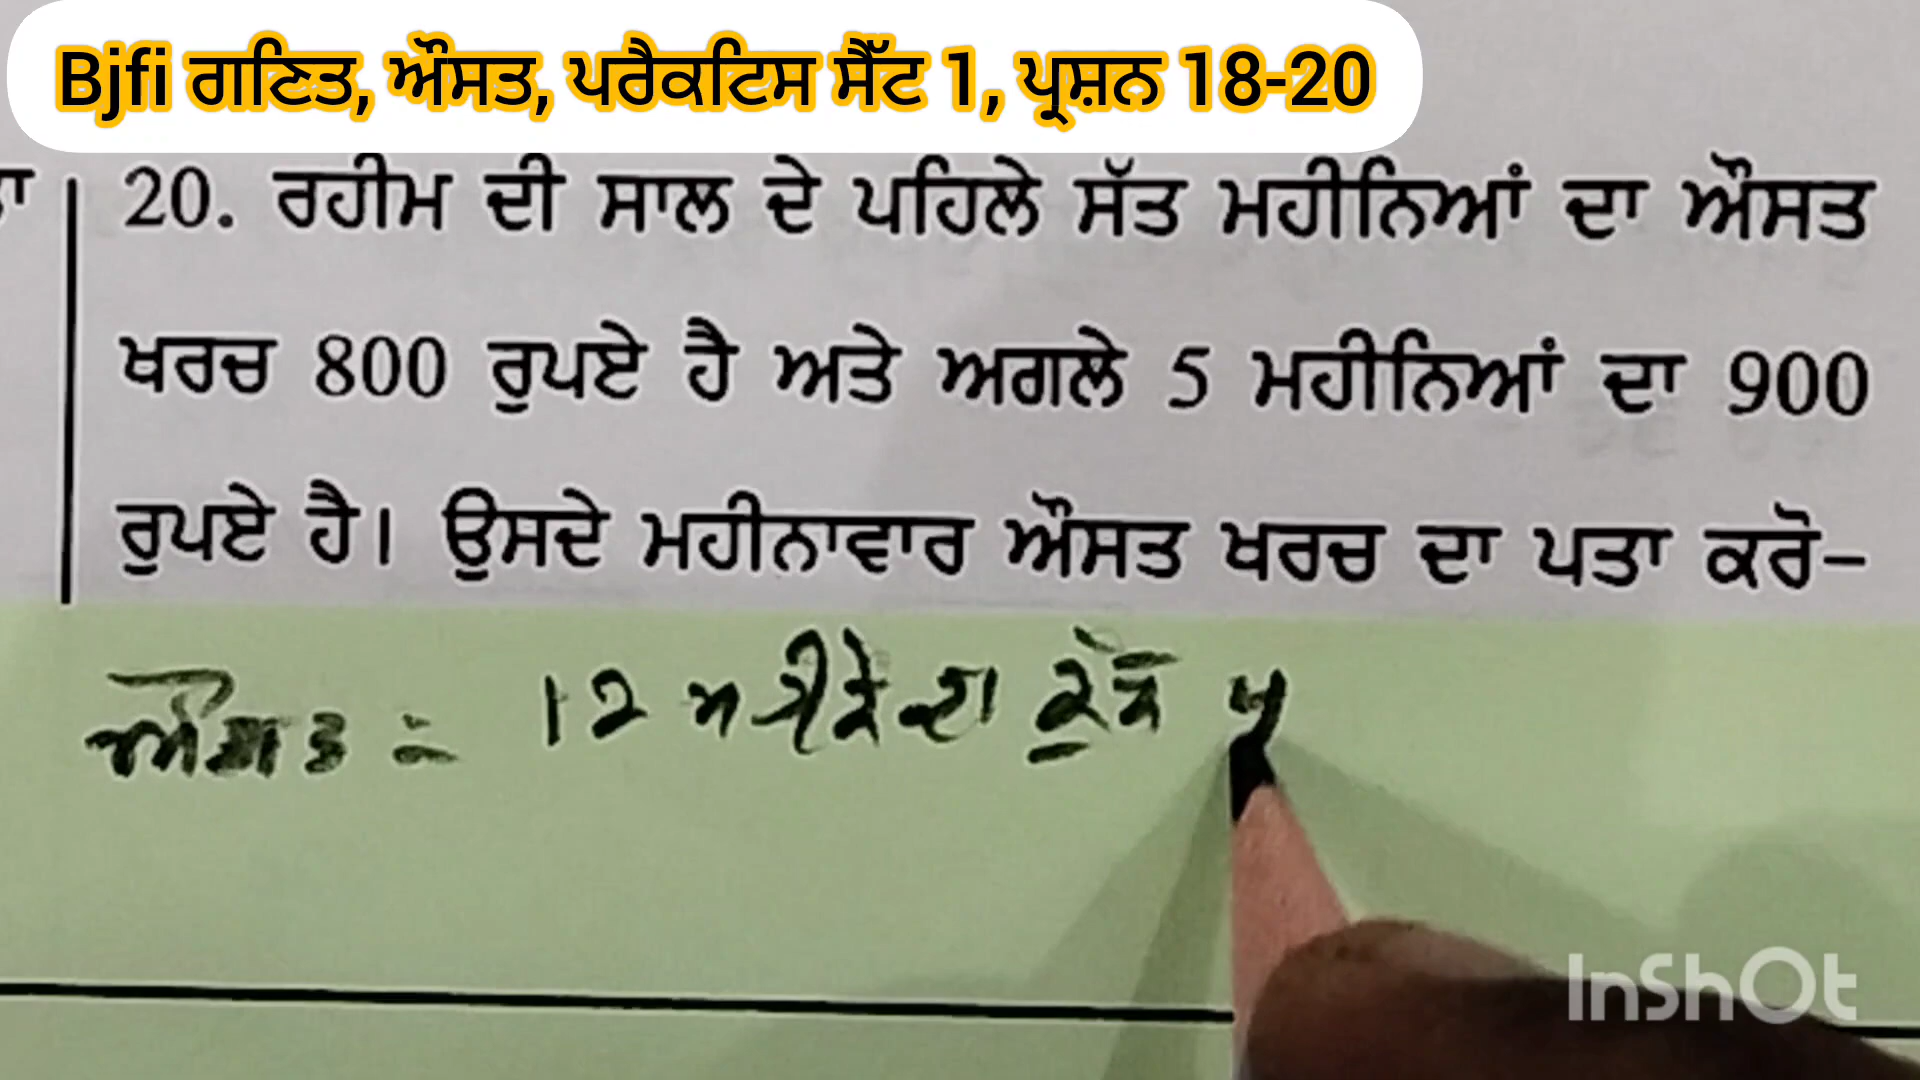 Bjfi ਗਣਿਤ, ਔਸਤ, ਪਰੈਕਟਿਸ ਸੈੱਟ 1, ਪ੍ਰਸ਼ਨ 18-20
20. ਰਹੀਮ ਦੀ ਸਾਲ ਦੇ ਪਹਿਲੇ ਸੱਤ ਮਹੀਨਿਆਂ ਦਾ ਔਸਤ
ਖਰਚ 800 ਰੁਪਏ ਹੈ ਅਤੇ ਅਗਲੇ 5 ਮਹੀਨਿਆਂ ਦਾ 900
ਰੁਪਏ ਹੈ। ਉਸਦੇ ਮਹੀਨਾਵਾਰ ਔਸਤ ਖਰਚ ਦਾ ਪਤਾ ਕਰੋ–
ਔਸਤ = 12 ਮਹੀਨੇ ਦਾ ਕੁੱਲ
InShOt